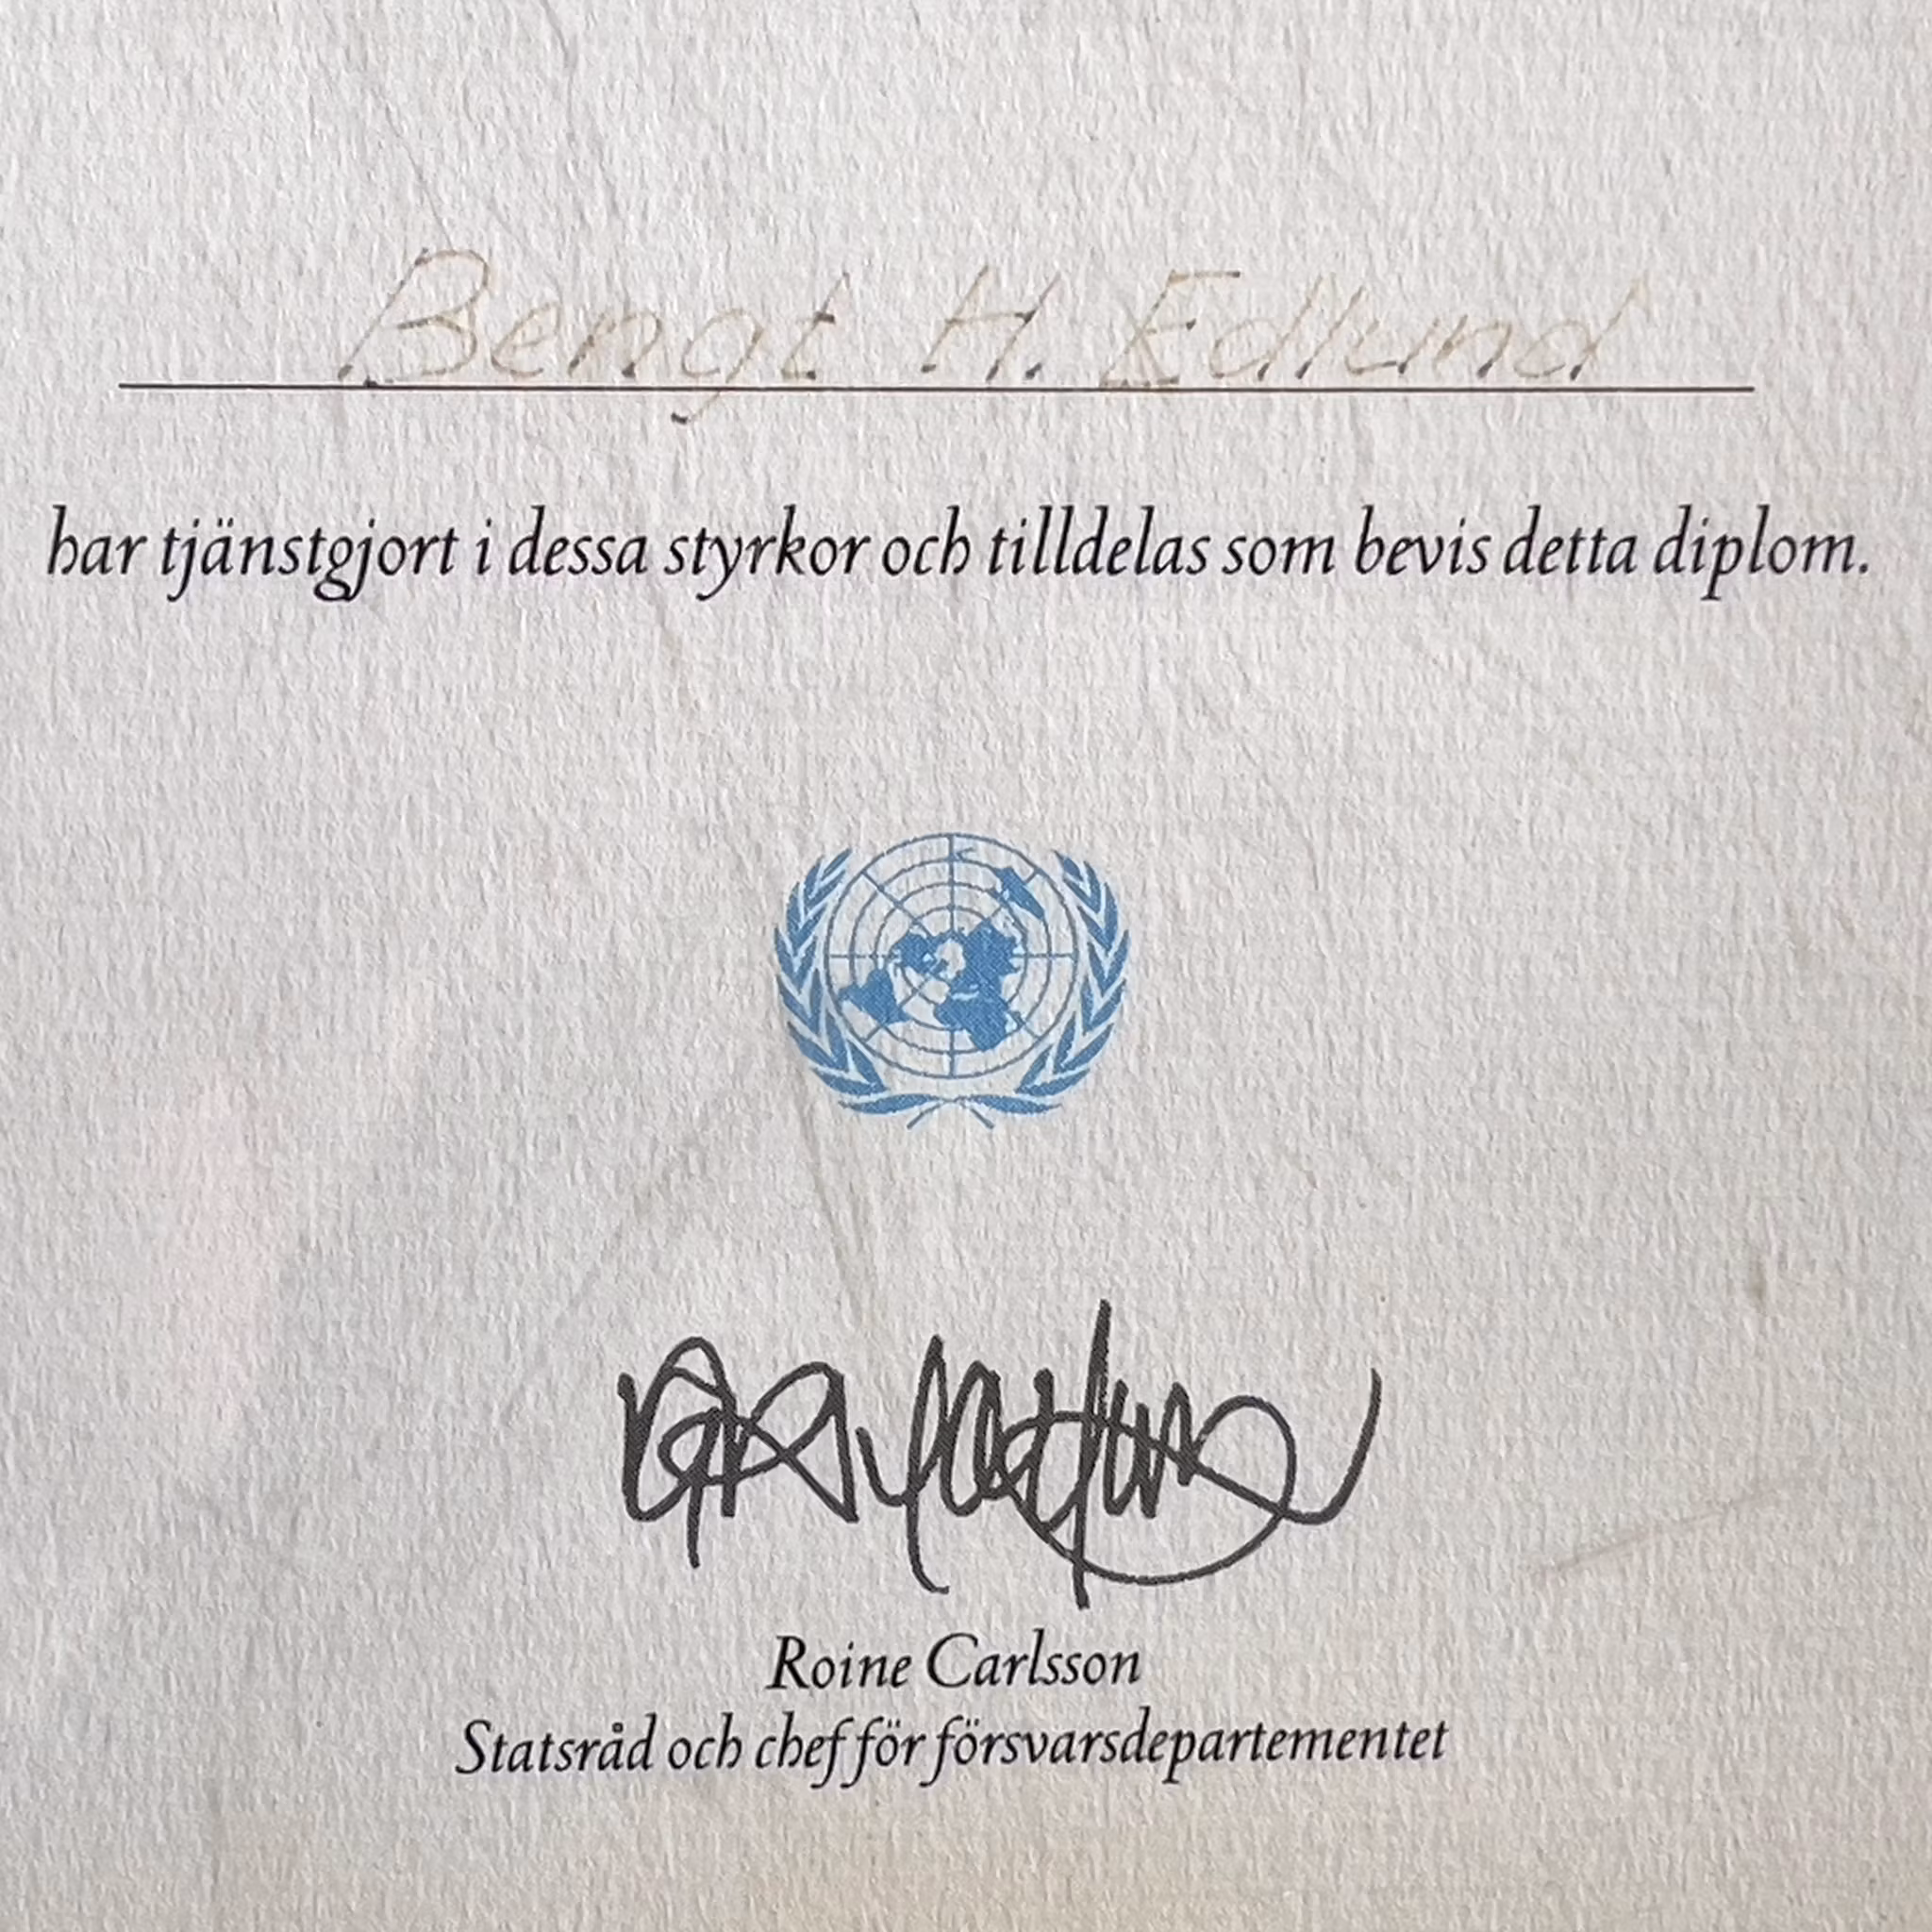 Bengt H. Edlund
har tjänstgjort i dessa styrkor och tilldelas som bevis detta diplom.
Roine Carlsson
Statsråd och chef för försvarsdepartementet